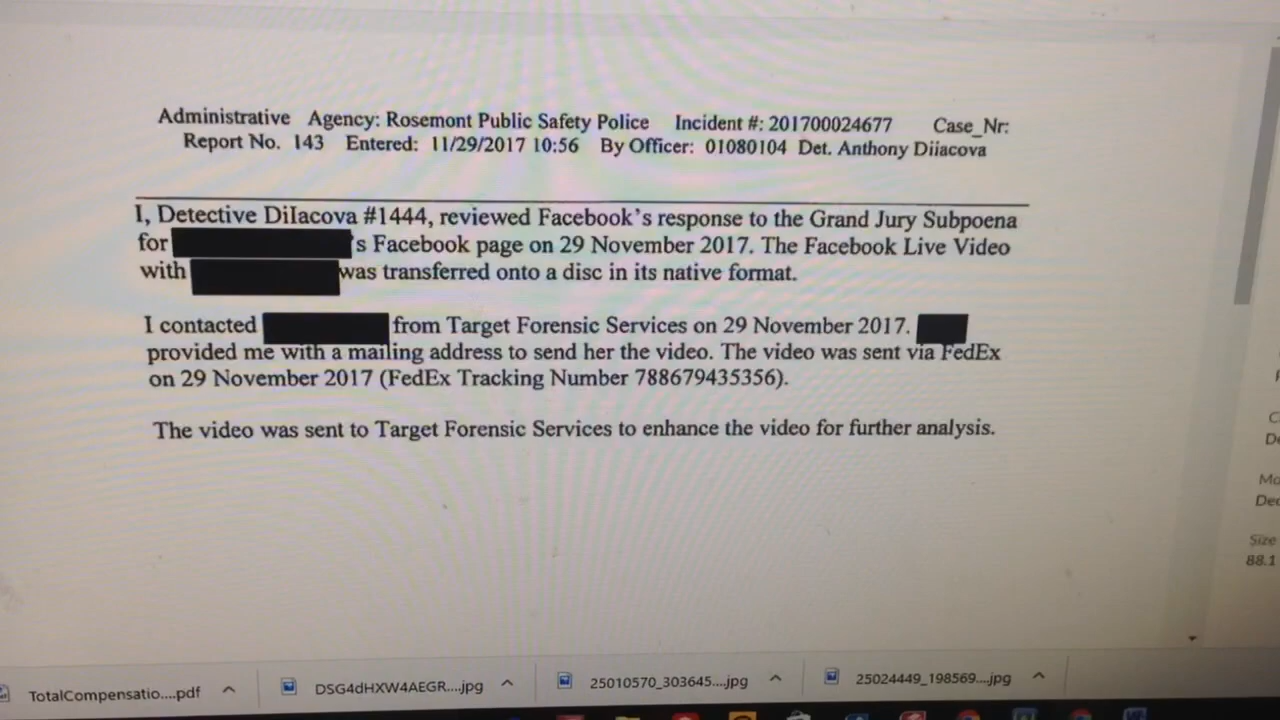 Administrative Agency: Rosemont Public Safety Police Incident #: 201700024677 Case_Nr:
Report No. 143 Entered: 11/29/2017 10:56 By Officer: 01080104 Det. Anthony Diiacova
I, Detective DiIacova #1444, reviewed Facebook's response to the Grand Jury Subpoena
for 's Facebook page on 29 November 2017. The Facebook Live Video
with was transferred onto a disc in its native format.
I contacted from Target Forensic Services on 29 November 2017.
provided me with a mailing address to send her the video. The video was sent via FedEx
on 29 November 2017 (FedEx Tracking Number 788679435356).
The video was sent to Target Forensic Services to enhance the video for further analysis.
Size
88.1
TotalCompensatio....pdf
DSG4dHXW4AEGR....jpg
25010570_303645....jpg
25024449_198569....jpg